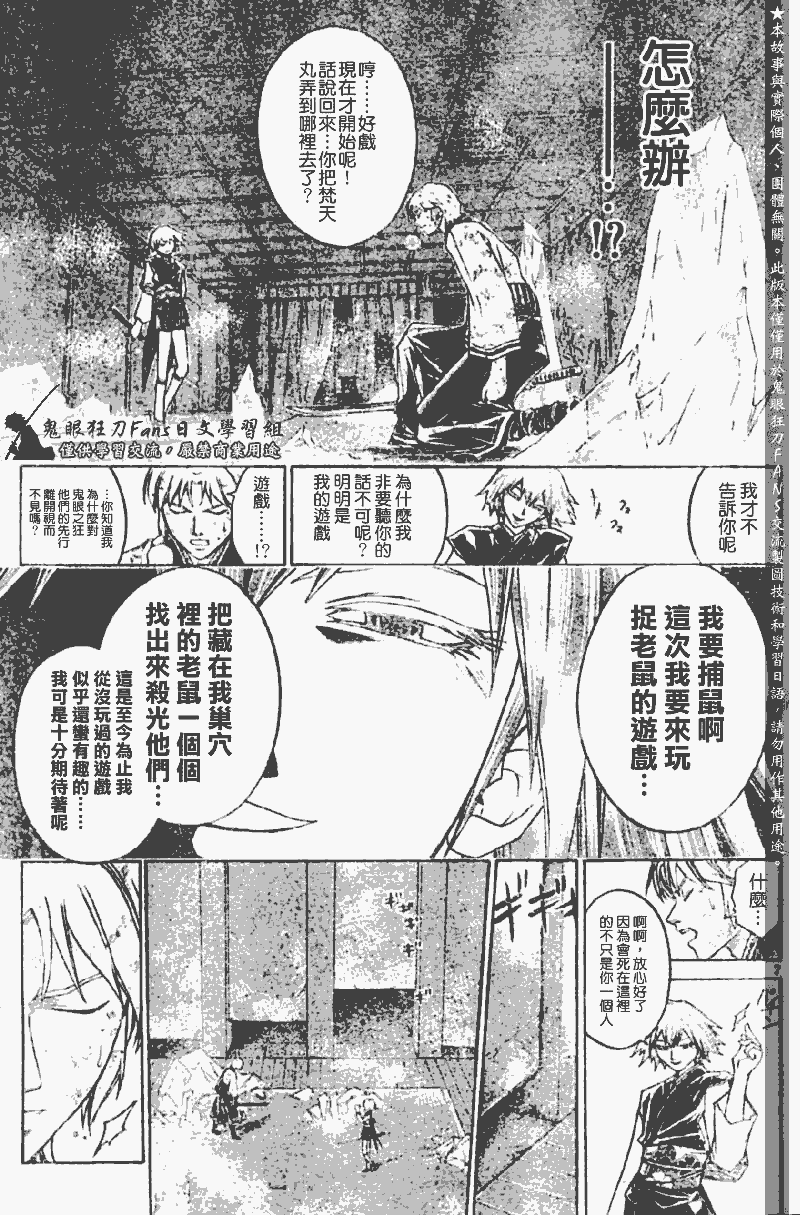 怎麼辦
——……!?
哼……好戲
現在才開始呢！
話說回來…你把梵天
丸弄到哪裡去了？
鬼眼狂刀Fans日文學習組
僅供學習交流，嚴禁商業用途
我才不
告訴你呢
為什麼我
非要聽你的
話不可呢？
明明是
我的遊戲
遊戲……!?
…你知道我
為什麼對
鬼眼之狂
他們的先行
離開視而
不見嗎？
我要捕鼠啊
這次我要來玩
捉老鼠的遊戲…
把藏在我巢穴
裡的老鼠一個個
找出來殺光他們…
這是至今為止我
從沒玩過的遊戲
似乎還蠻有趣的……
我可是十分期待著呢
什麼…
啊啊，放心好了
因為會死在這裡
的不只是你一個人
ギギ
ギギ
★本故事與實際個人、團體無關。此版本僅僅用於鬼眼狂刀FANS交流製圖技術和學習日語，請勿用作其他用途。